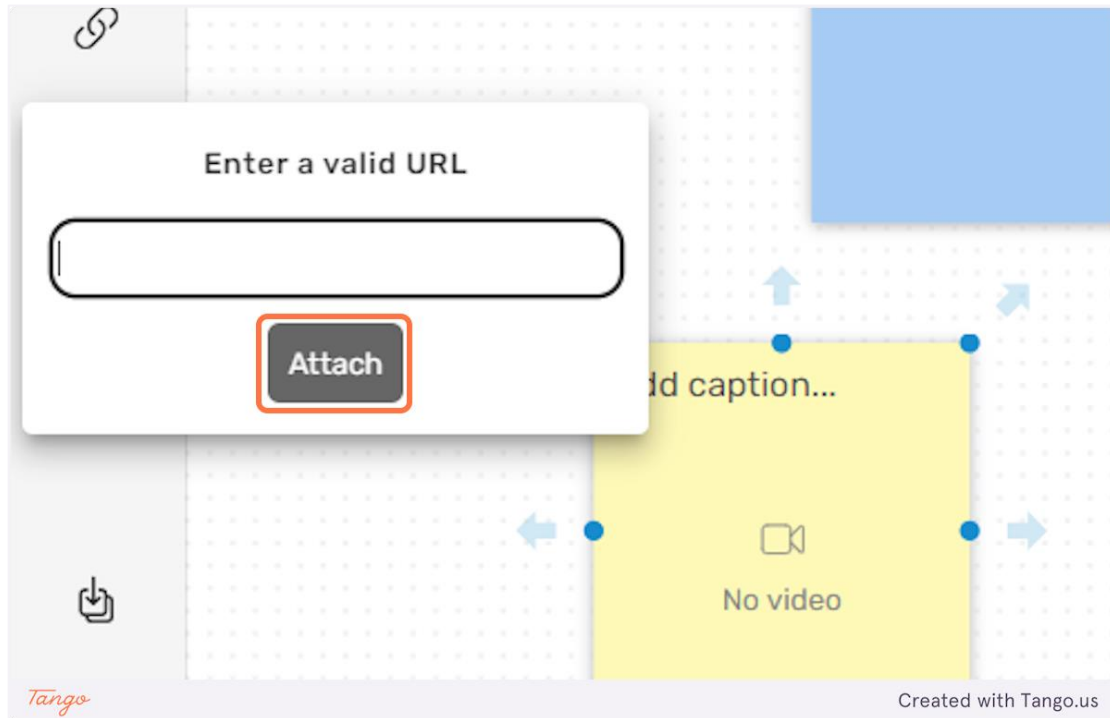 Enter a valid URL
Attach
dd caption...
No video
Tango
Created with Tango.us